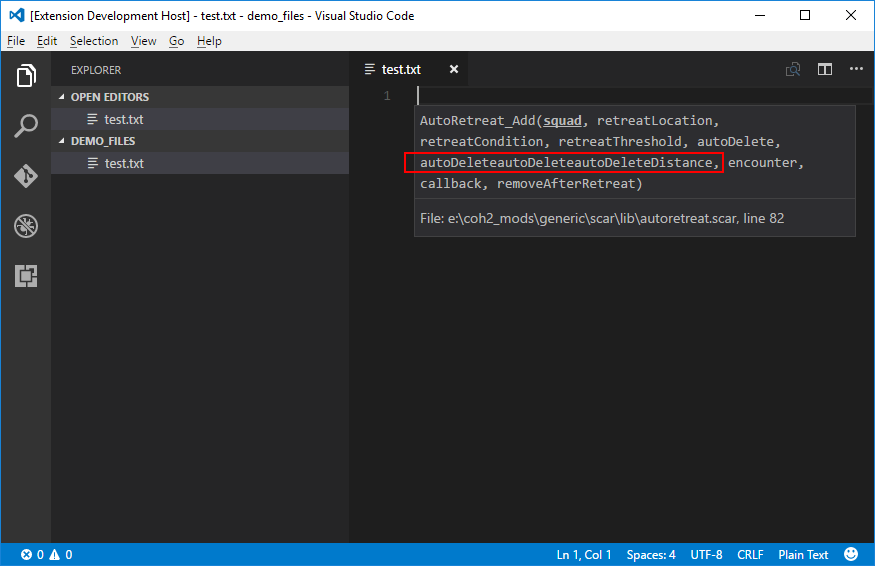 [Extension Development Host] - test.txt - demo_files - Visual Studio Code
File Edit Selection View Go Help
EXPLORER
OPEN EDITORS
test.txt
DEMO_FILES
test.txt
test.txt
1
AutoRetreat_Add(squad, retreatLocation,
retreatCondition, retreatThreshold, autoDelete,
autoDeleteautoDeleteautoDeleteDistance, encounter,
callback, removeAfterRetreat)
File: e:\coh2_mods\generic\scar\lib\autoretreat.scar, line 82
0 0 Ln 1, Col 1 Spaces: 4 UTF-8 CRLF Plain Text